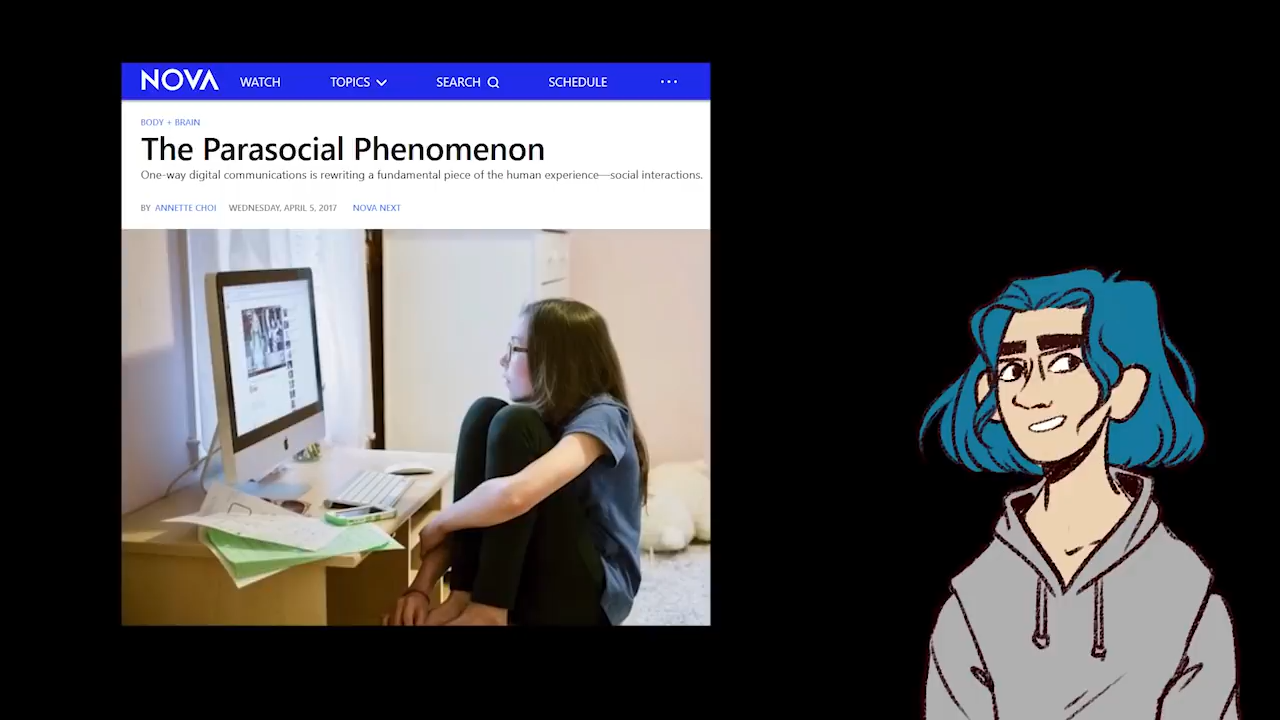 NOVA WATCH TOPICS SEARCH SCHEDULE ...
BODY + BRAIN
The Parasocial Phenomenon
One-way digital communications is rewriting a fundamental piece of the human experience—social interactions.
BY ANNETTE CHOI WEDNESDAY, APRIL 5, 2017 NOVA NEXT